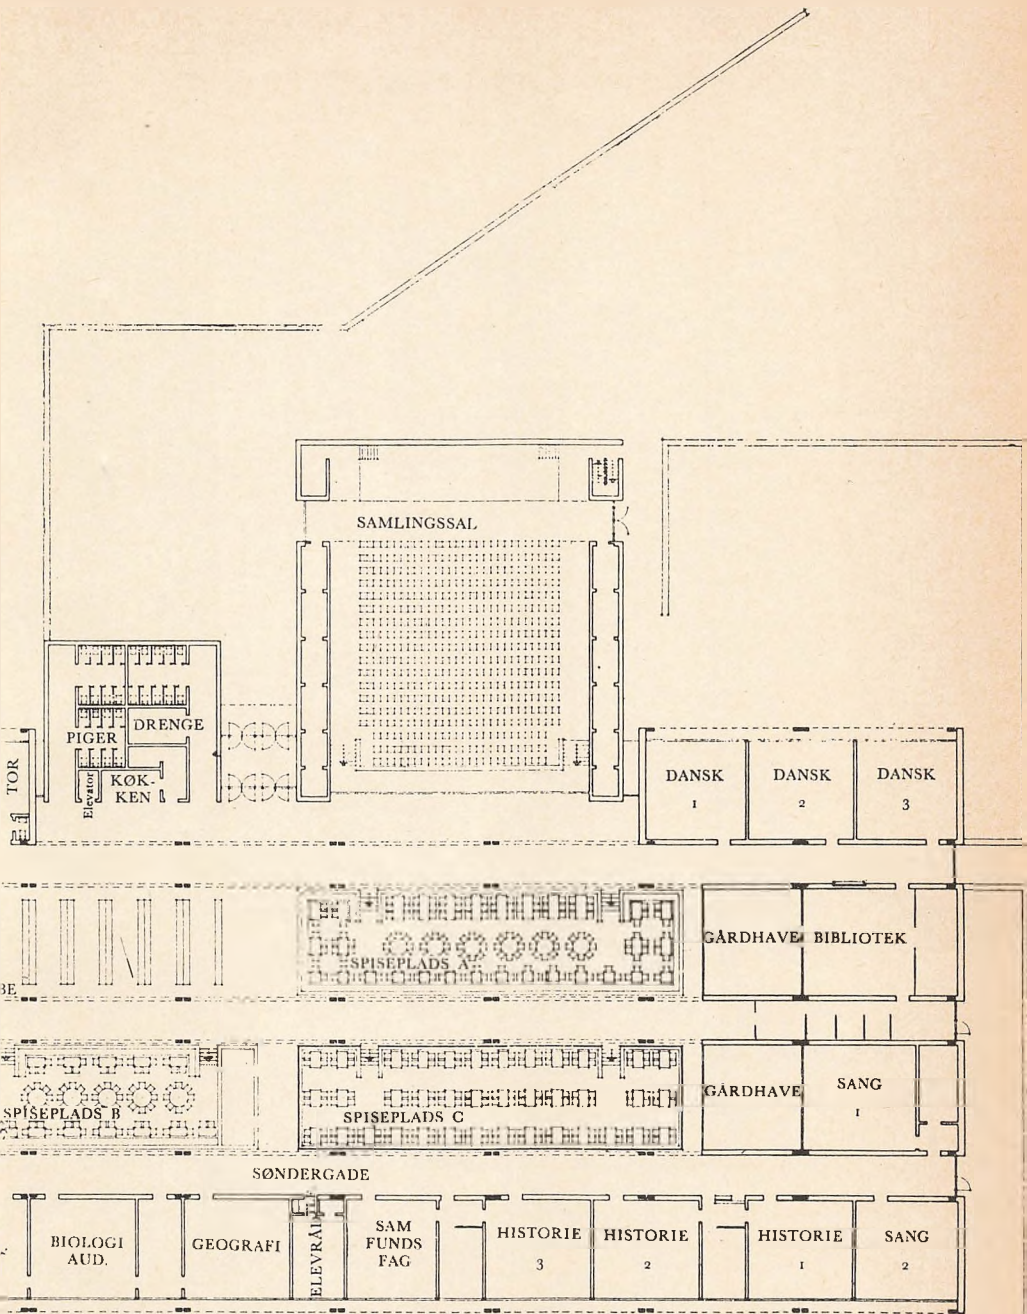 SAMLINGSSAL
DRENGE
PIGER
TOR
Elevator
KØK-
KEN
DANSK
1
DANSK
2
DANSK
3
GÅRDHAVE
BIBLIOTEK
SPISEPLADS A
BE
GÅRDHAVE
SANG
1
SPISEPLADS B
SPISEPLADS C
SØNDERGADE
BIOLOGI
AUD.
GEOGRAFI
ELEVRÅD
SAM
FUNDS
FAG
HISTORIE
3
HISTORIE
2
HISTORIE
1
SANG
2